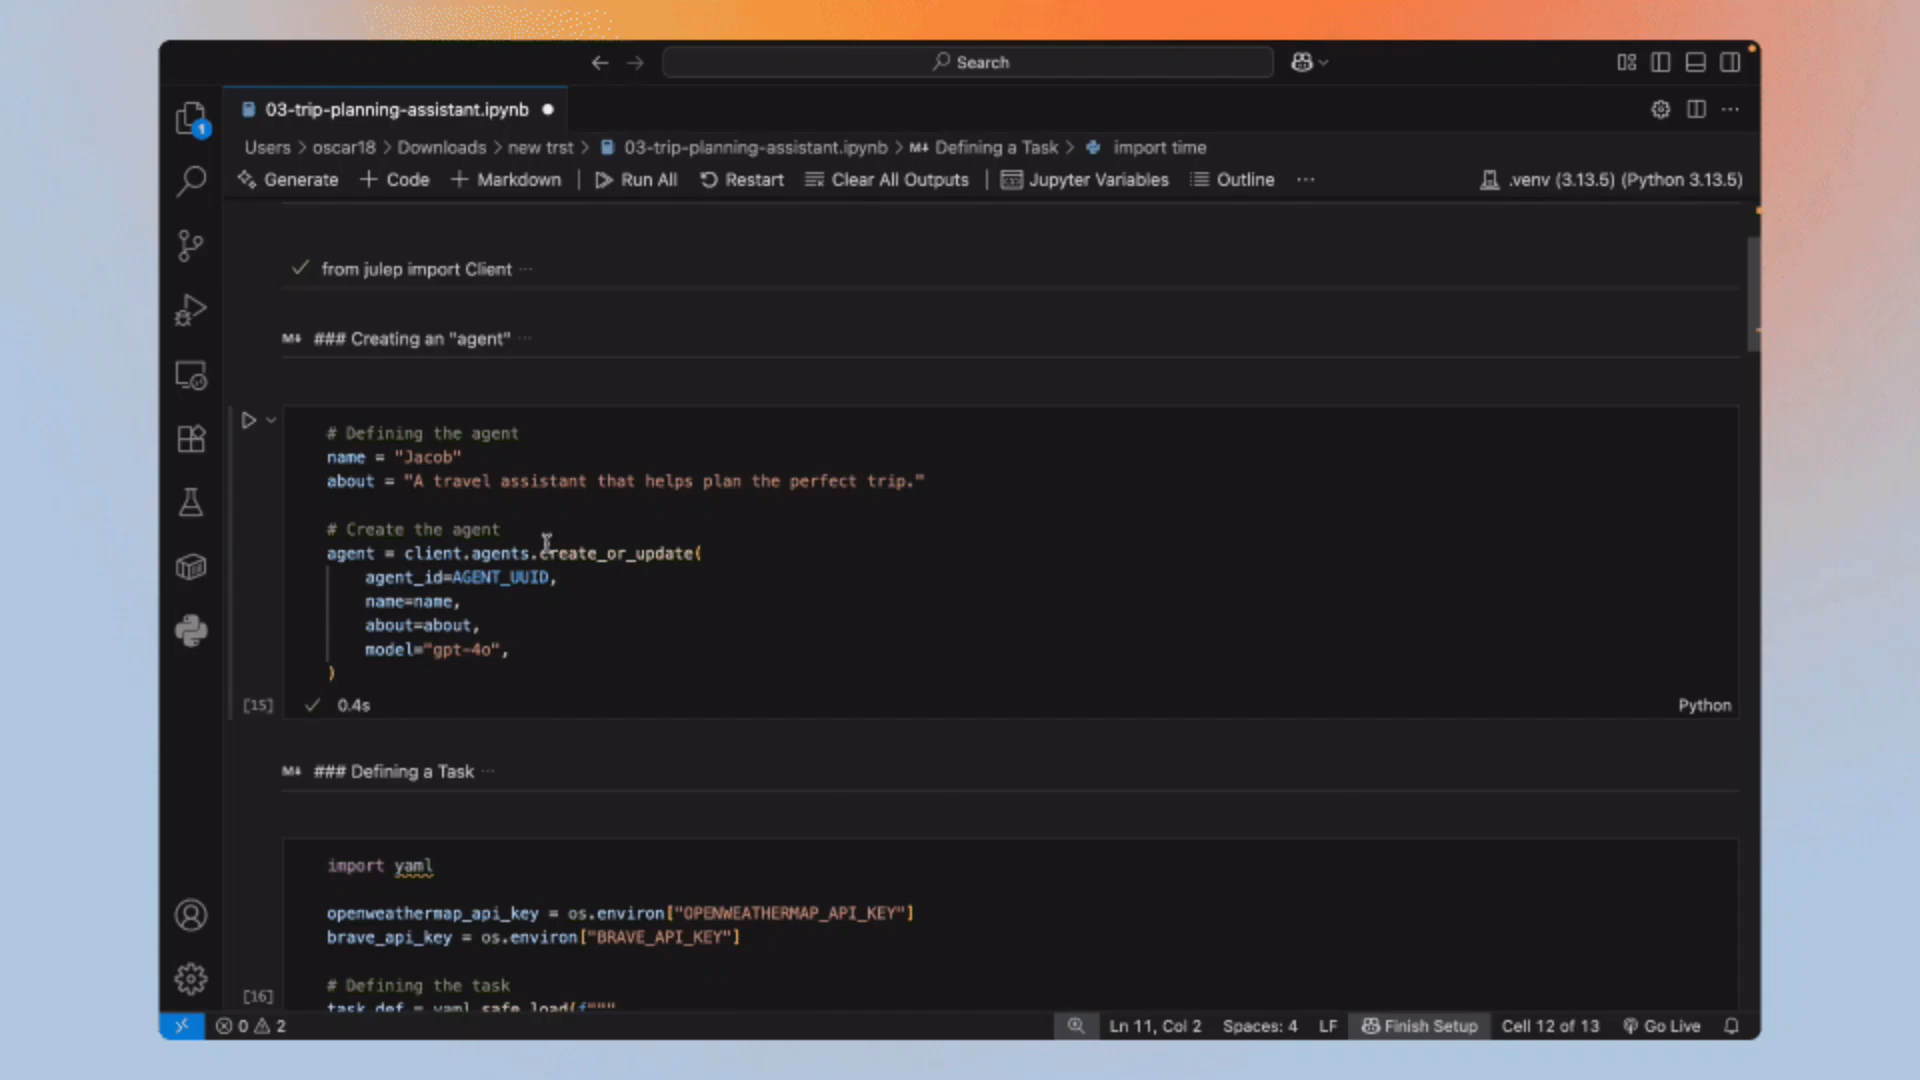 Search
03-trip-planning-assistant.ipynb
1
Users > oscar18 > Downloads > new trst > 03-trip-planning-assistant.ipynb > M↓ Defining a Task > import time
Generate + Code + Markdown | Run All Restart Clear All Outputs | Jupyter Variables Outline ··· .venv (3.13.5) (Python 3.13.5)
from julep import Client ···
M↓ ### Creating an "agent" ···
# Defining the agent
name = "Jacob"
about = "A travel assistant that helps plan the perfect trip."
# Create the agent
agent = client.agents.create_or_update(
agent_id=AGENT_UUID,
name=name,
about=about,
model="gpt-4o",
)
[15] 0.4s Python
M↓ ### Defining a Task ···
import yaml
openweathermap_api_key = os.environ["OPENWEATHERMAP_API_KEY"]
brave_api_key = os.environ["BRAVE_API_KEY"]
# Defining the task
[16]
task_def = yaml.safe_load(f"""
0 2 Ln 11, Col 2 Spaces: 4 LF Finish Setup Cell 12 of 13 Go Live